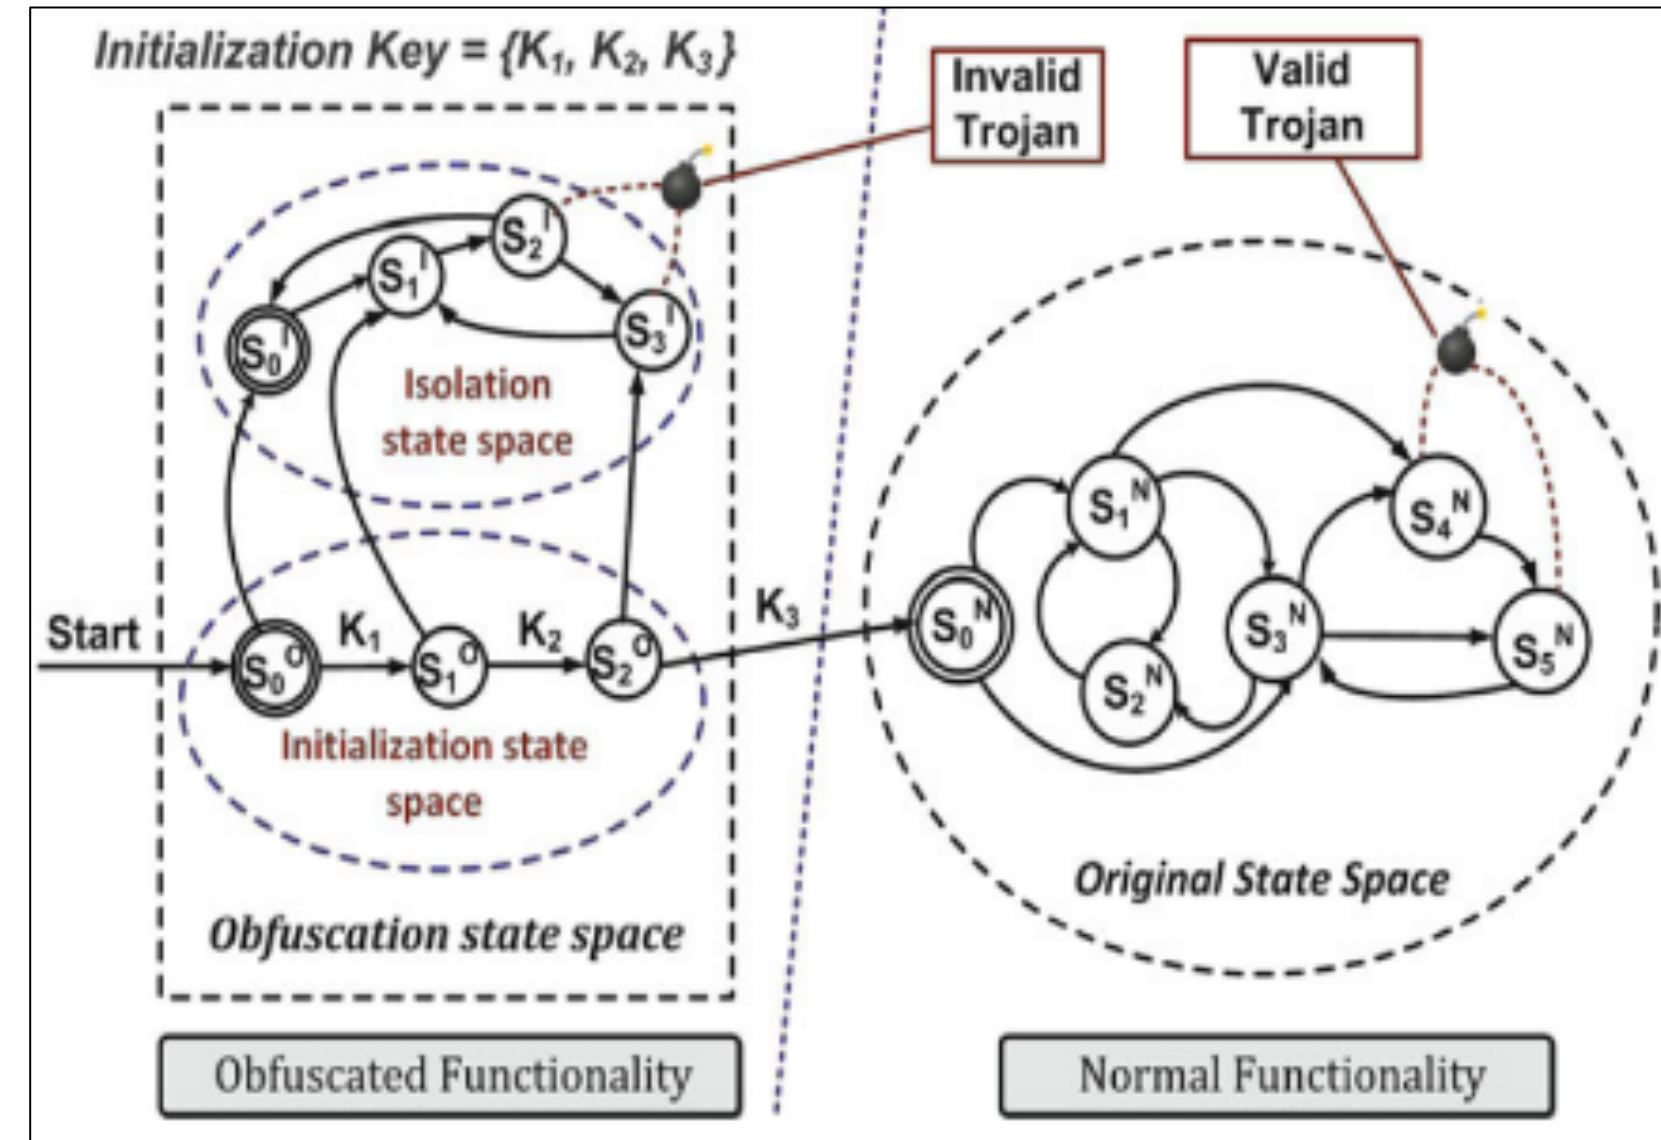 Initialization Key = {K₁, K₂, K₃}
Invalid
Trojan
Valid
Trojan
S₂ᴵ
S₁ᴵ
S₃ᴵ
S₀ᴵ
Isolation
state space
Start
S₀ᴼ
K₁
S₁ᴼ
K₂
S₂ᴼ
K₃
Initialization state
space
Obfuscation state space
S₁ᴺ
S₄ᴺ
S₀ᴺ
S₃ᴺ
S₅ᴺ
S₂ᴺ
Original State Space
Obfuscated Functionality
Normal Functionality